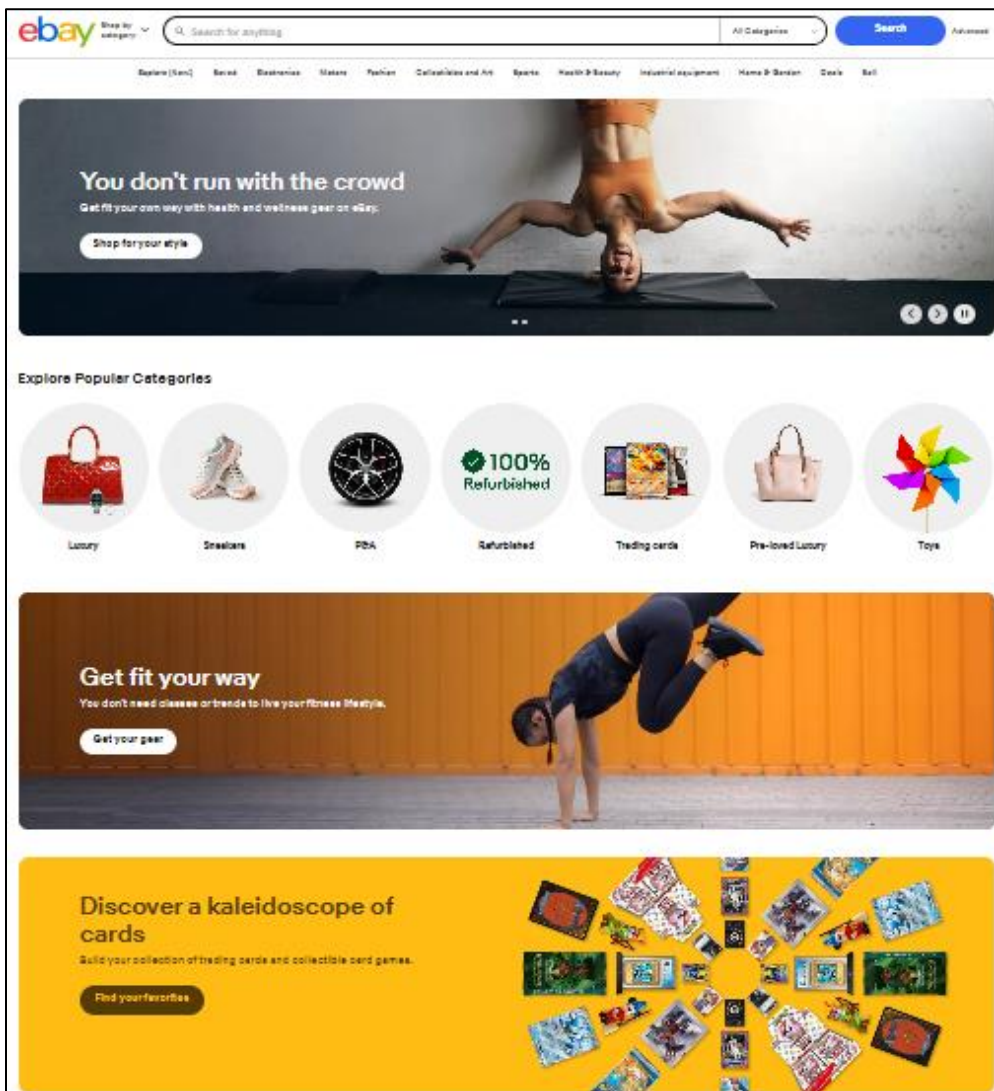 ebay
Shop by
category
Search for anything
All Categories
Search
Advanced
Explore (New!) Saved Electronics Motors Fashion Collectibles and Art Sports Health & Beauty Industrial equipment Home & Garden Deals Sell
You don't run with the crowd
Get fit your own way with health and wellness gear on eBay.
Shop for your style
Explore Popular Categories
100%
Refurbished
Luxury Sneakers P&A Refurbished Trading cards Pre-loved Luxury Toys
Get fit your way
You don't need classes or trends to live your fitness lifestyle.
Get your gear
Discover a kaleidoscope of
cards
Build your collection of trading cards and collectible card games.
Find your favorites